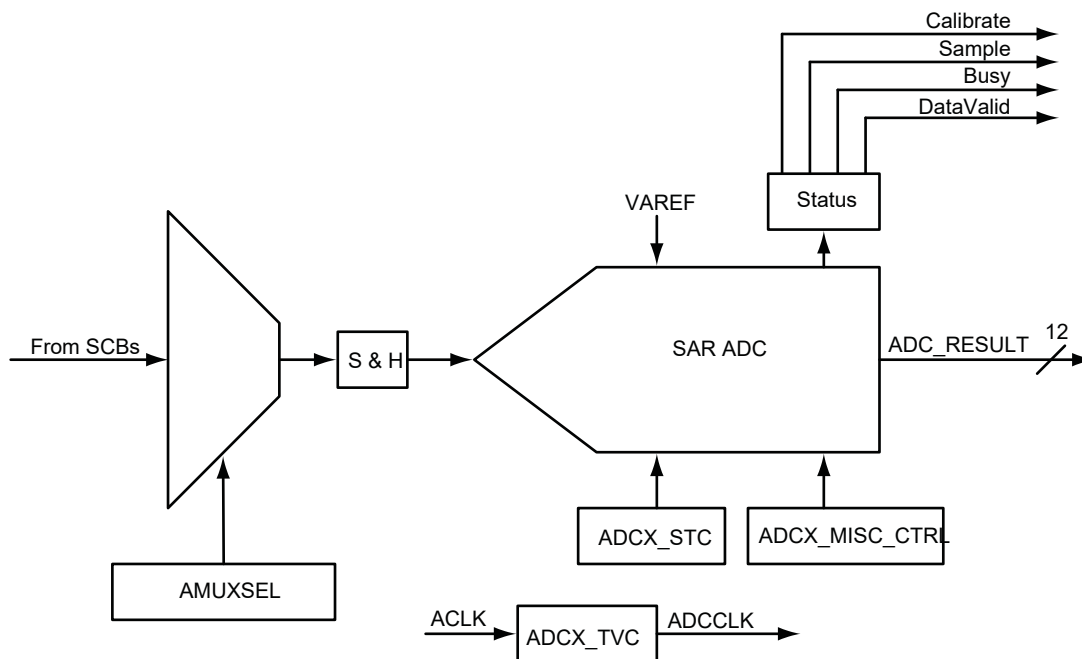 Calibrate
Sample
Busy
DataValid
Status
VAREF
From SCBs
S & H
SAR ADC
ADC_RESULT
12
ADCX_STC
ADCX_MISC_CTRL
AMUXSEL
ACLK
ADCX_TVC
ADCCLK